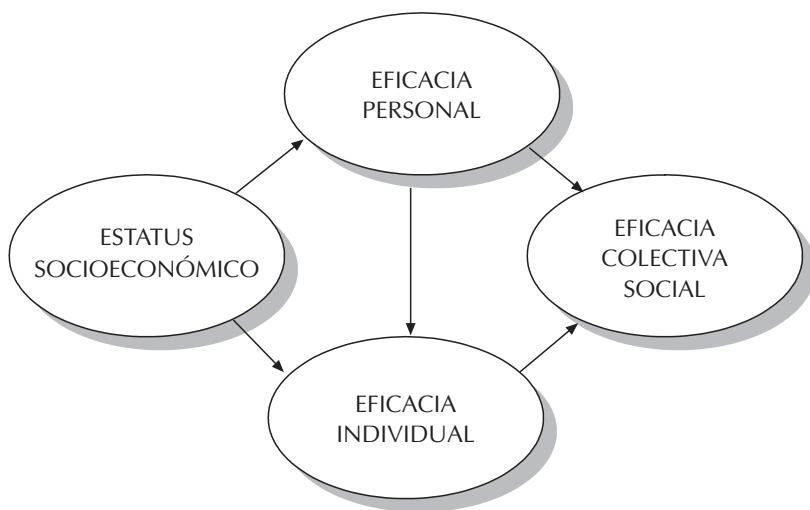 EFICACIA
PERSONAL
ESTATUS
SOCIOECONÓMICO
EFICACIA
COLECTIVA
SOCIAL
EFICACIA
INDIVIDUAL